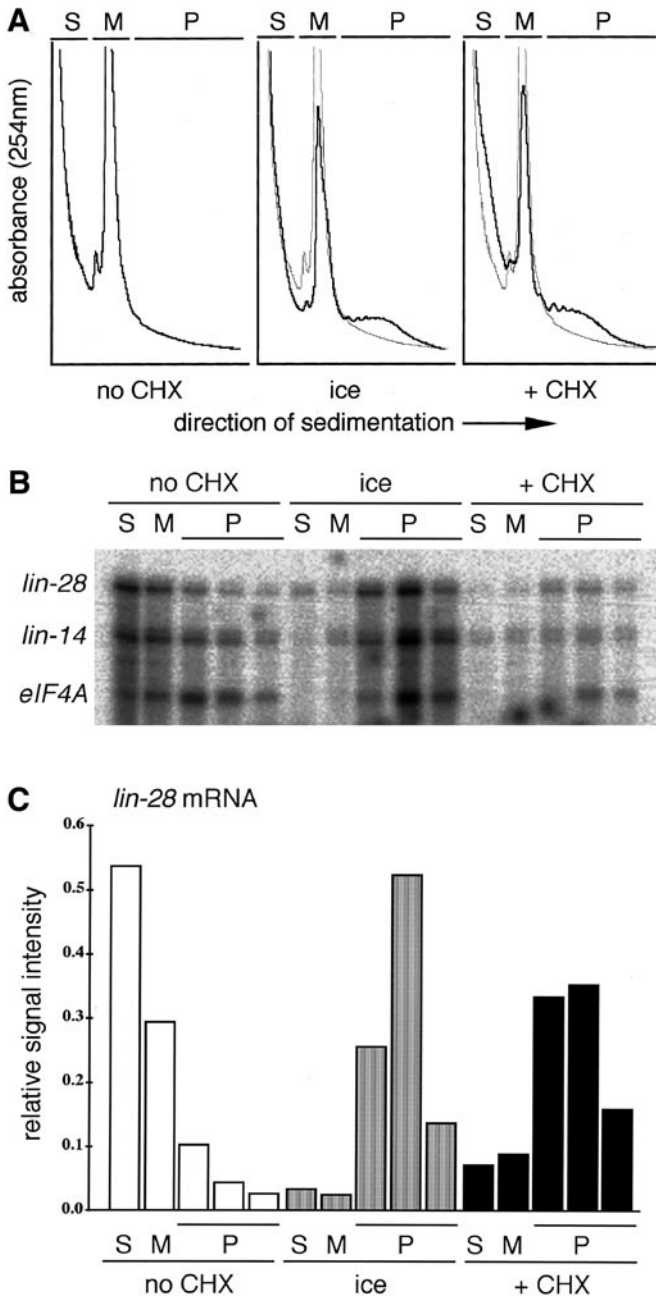 A
S M P S M P S M P
absorbance (254nm)
no CHX ice + CHX
direction of sedimentation
B
no CHX ice + CHX
S M P S M P S M P
lin-28
lin-14
eIF4A
C
lin-28 mRNA
relative signal intensity
0.6
0.5
0.4
0.3
0.2
0.1
0.0
S M P S M P S M P
no CHX ice + CHX